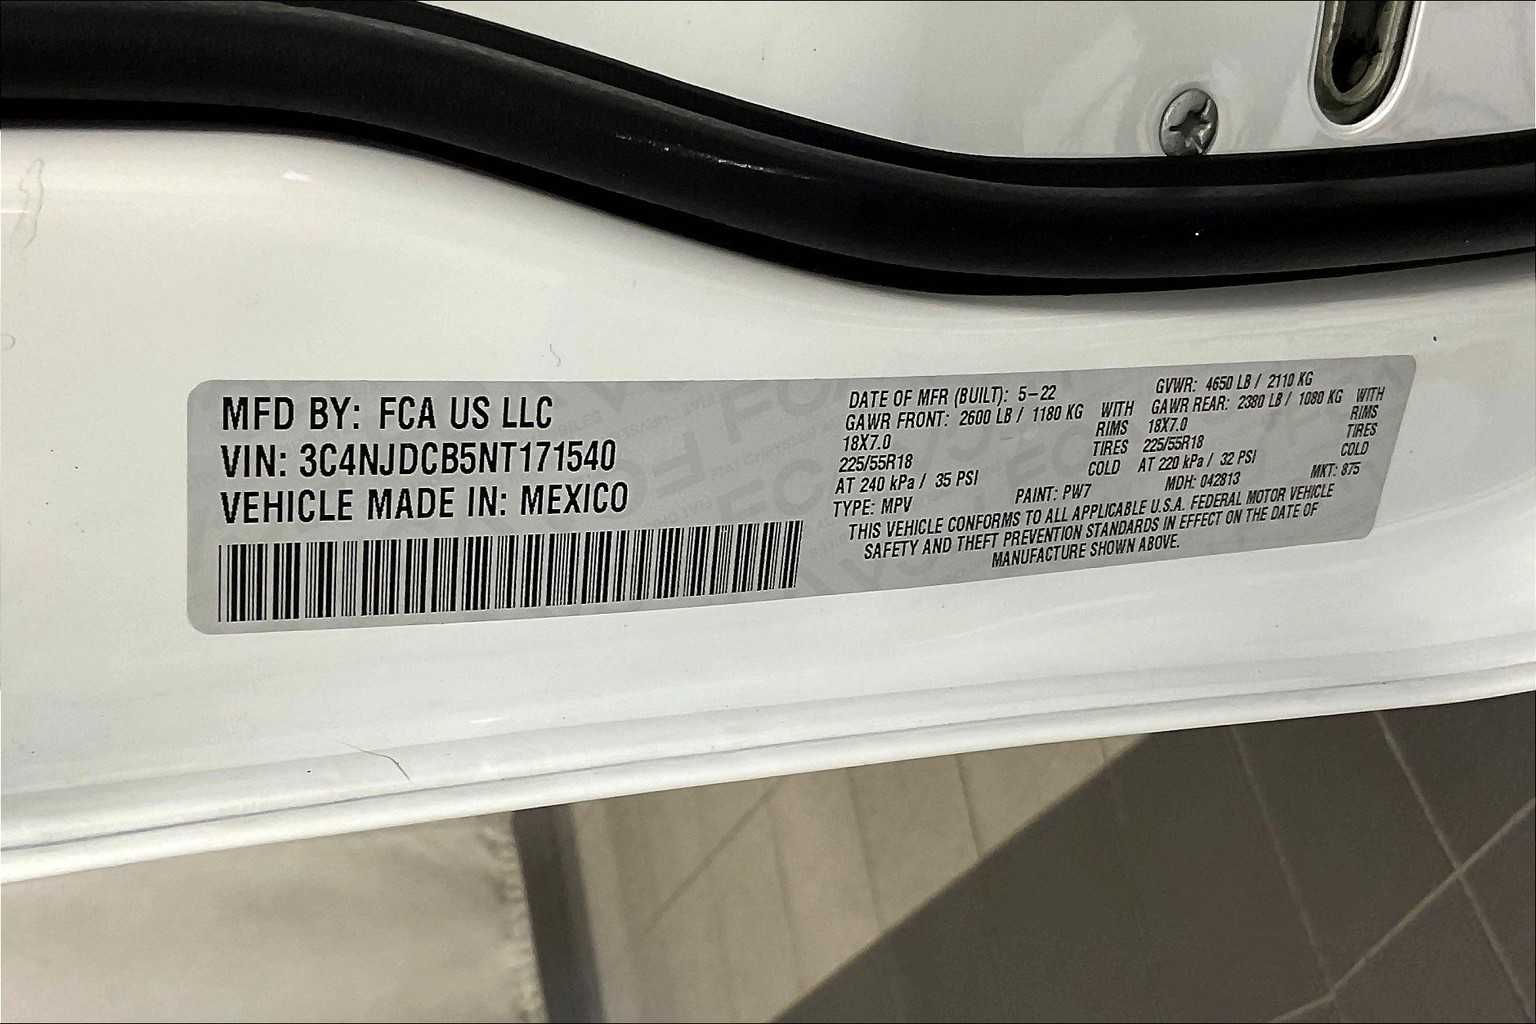 MFD BY: FCA US LLC
VIN: 3C4NJDCB5NT171540
VEHICLE MADE IN: MEXICO
DATE OF MFR (BUILT): 5-22
GVWR: 4650 LB / 2110 KG
GAWR FRONT: 2600 LB / 1180 KG WITH
18X7.0 RIMS
225/55R18 TIRES
AT 240 kPa / 35 PSI COLD
GAWR REAR: 2380 LB / 1080 KG WITH
18X7.0 RIMS
225/55R18 TIRES
AT 220 kPa / 32 PSI COLD
TYPE: MPV PAINT: PW7 MDH: 042813 MKT: 875
THIS VEHICLE CONFORMS TO ALL APPLICABLE U.S.A. FEDERAL MOTOR VEHICLE
SAFETY AND THEFT PREVENTION STANDARDS IN EFFECT ON THE DATE OF
MANUFACTURE SHOWN ABOVE.